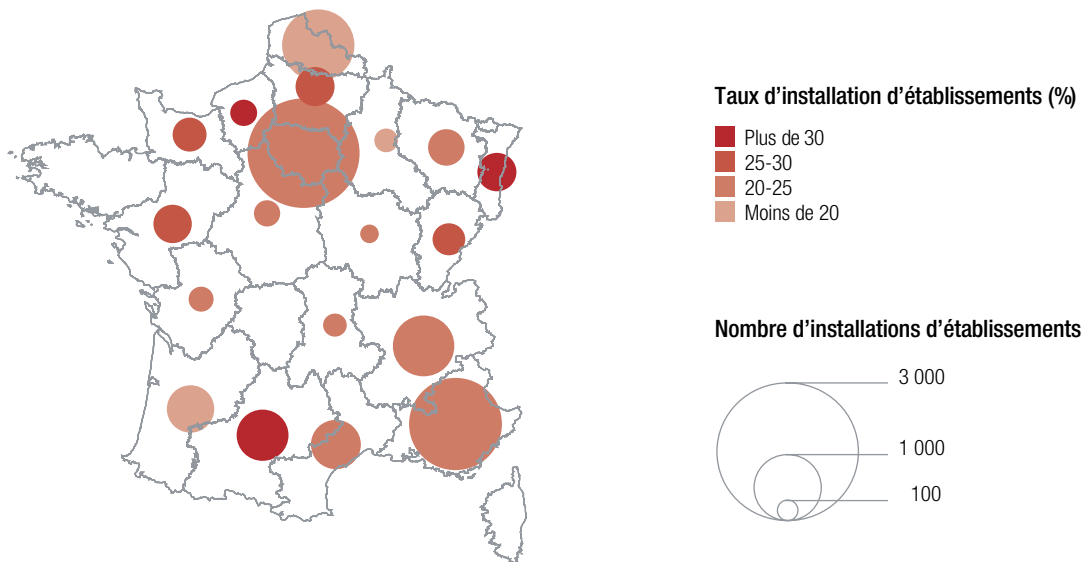 Taux d’installation d’établissements (%)
Plus de 30
25-30
20-25
Moins de 20
Nombre d’installations d’établissements
3 000
1 000
100